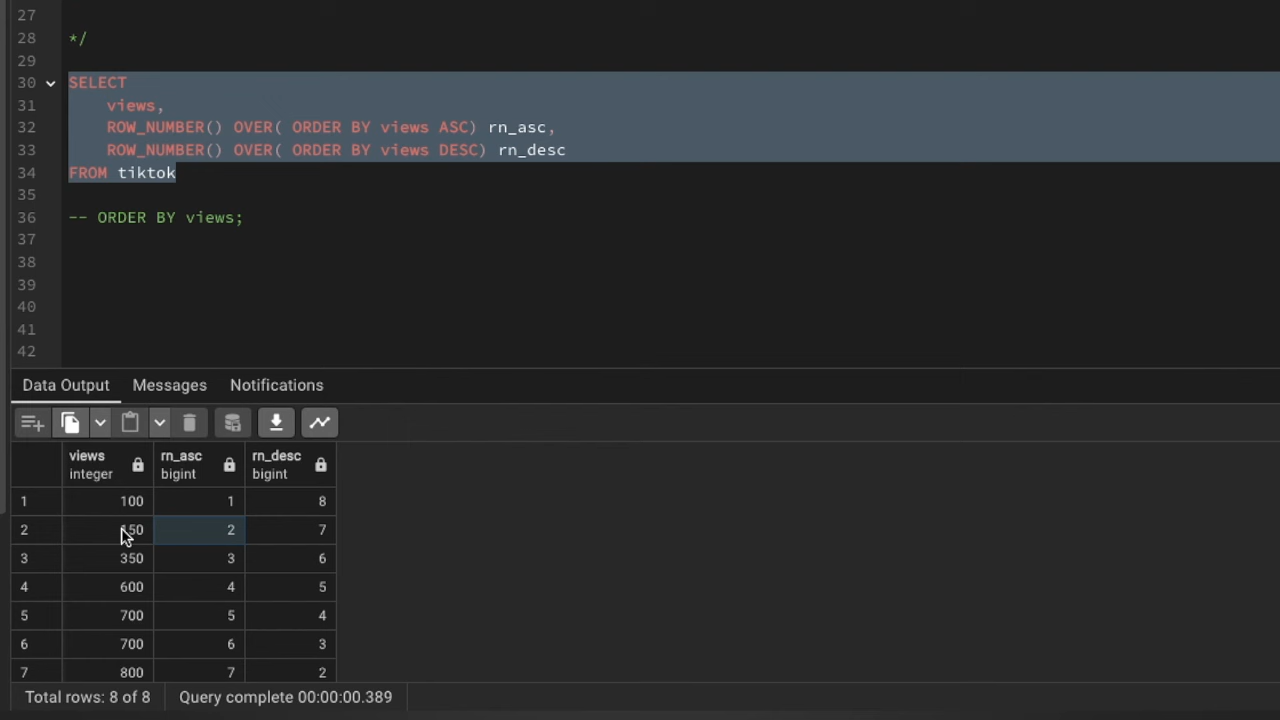 27
28 */
29
30 SELECT
31 views,
32 ROW_NUMBER() OVER( ORDER BY views ASC) rn_asc,
33 ROW_NUMBER() OVER( ORDER BY views DESC) rn_desc
34 FROM tiktok
35
36 -- ORDER BY views;
37
38
39
40
41
42
Data Output Messages Notifications
views rn_asc rn_desc
integer bigint bigint
1 100 1 8
2 150 2 7
3 350 3 6
4 600 4 5
5 700 5 4
6 700 6 3
7 800 7 2
Total rows: 8 of 8 Query complete 00:00:00.389